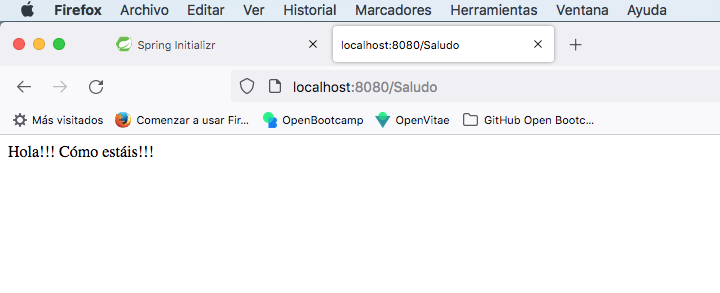 Firefox Archivo Editar Ver Historial Marcadores Herramientas Ventana Ayuda
Spring Initializr localhost:8080/Saludo
localhost:8080/Saludo
Más visitados Comenzar a usar Fir... OpenBootcamp OpenVitae GitHub Open Bootc...
Hola!!! Cómo estáis!!!